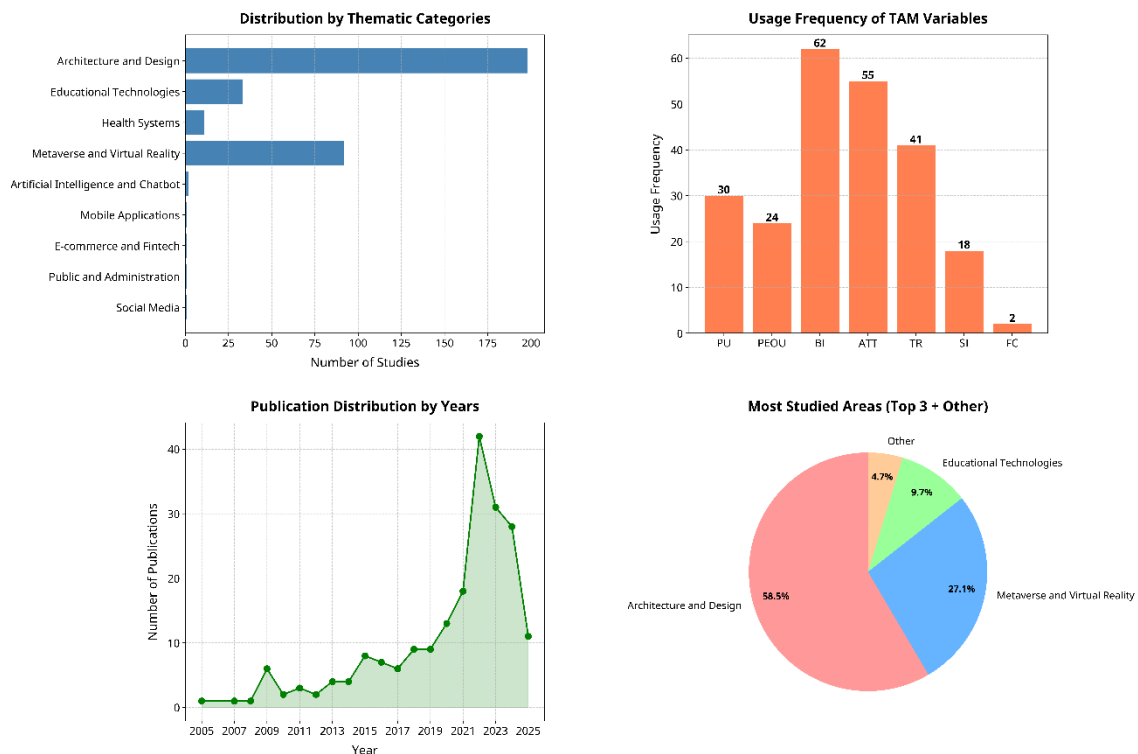 Distribution by Thematic Categories
Architecture and Design
Educational Technologies
Health Systems
Metaverse and Virtual Reality
Artificial Intelligence and Chatbot
Mobile Applications
E-commerce and Fintech
Public and Administration
Social Media
0 25 50 75 100 125 150 175 200
Number of Studies
Usage Frequency of TAM Variables
Usage Frequency
60
50
40
30
20
10
0
30
24
62
55
41
18
2
PU PEOU BI ATT TR SI FC
Publication Distribution by Years
Number of Publications
40
30
20
10
0
2005 2007 2009 2011 2013 2015 2017 2019 2021 2023 2025
Year
Most Studied Areas (Top 3 + Other)
Other
4.7%
Educational Technologies
9.7%
Metaverse and Virtual Reality
27.1%
Architecture and Design
58.5%